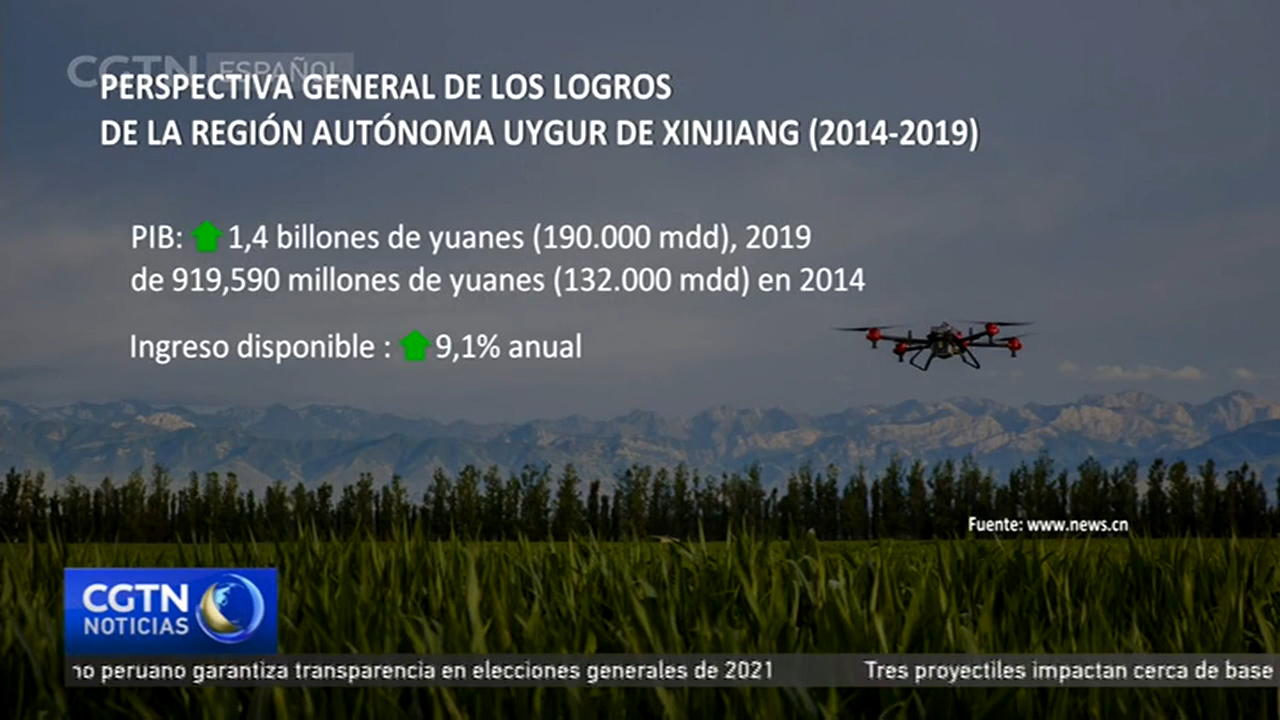 CGTN ESPAÑOL
PERSPECTIVA GENERAL DE LOS LOGROS
DE LA REGIÓN AUTÓNOMA UYGUR DE XINJIANG (2014-2019)
PIB: 1,4 billones de yuanes (190.000 mdd), 2019
de 919,590 millones de yuanes (132.000 mdd) en 2014
Ingreso disponible : 9,1% anual
Fuente: www.news.cn
CGTN
NOTICIAS
no peruano garantiza transparencia en elecciones generales de 2021 Tres proyectiles impactan cerca de base